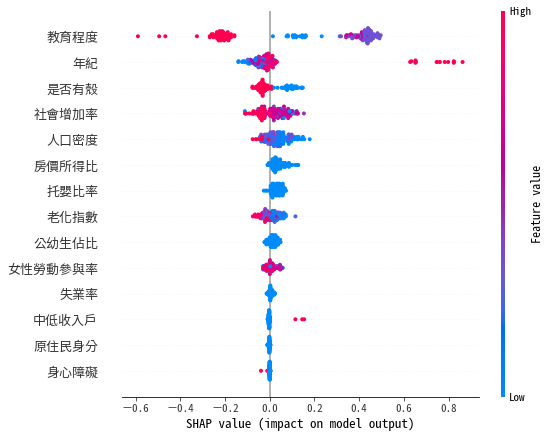 High
教育程度
年紀
是否有殼
社會增加率
人口密度
房價所得比
托嬰比率
老化指數
公幼生佔比
女性勞動參與率
失業率
中低收入戶
原住民身分
身心障礙
Feature value
Low
−0.6 −0.4 −0.2 0.0 0.2 0.4 0.6 0.8
SHAP value (impact on model output)